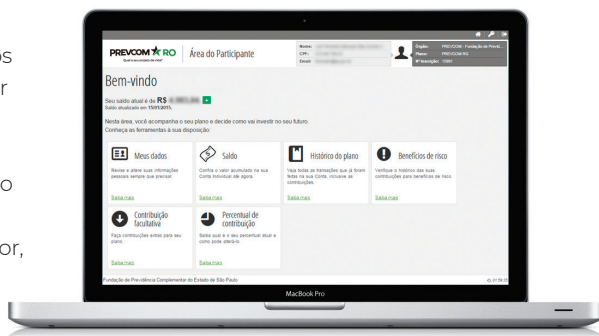 os
r
o
or,
PREVCOM RO
Área do Participante
Nome:
CPF:
Email:
Órgão: PREVCOM - Fundação de Previd...
Plano: PREVCOM RO
Nº Inscrição:
Bem-vindo
Seu saldo atual é de R$
Saldo atualizado em 15/01/2015.
Nesta área, você acompanha o seu plano e decide como vai investir no seu futuro.
Conheça as ferramentas à sua disposição:
Meus dados
Revise e altere suas informações
pessoais sempre que precisar.
Saiba mais
Saldo
Confira o valor acumulado na sua
Conta Individual até agora.
Saiba mais
Histórico do plano
Veja todas as transações que já foram
feitas na sua Conta, inclusive as
contribuições.
Saiba mais
Benefícios de risco
Verifique o histórico das suas
contribuições para benefícios de risco.
Saiba mais
Contribuição
facultativa
Faça contribuições extras para seu
plano.
Saiba mais
Percentual de
contribuição
Saiba qual é o seu percentual atual e
como pode alterá-lo.
Saiba mais
Fundação de Previdência Complementar do Estado de São Paulo
MacBook Pro